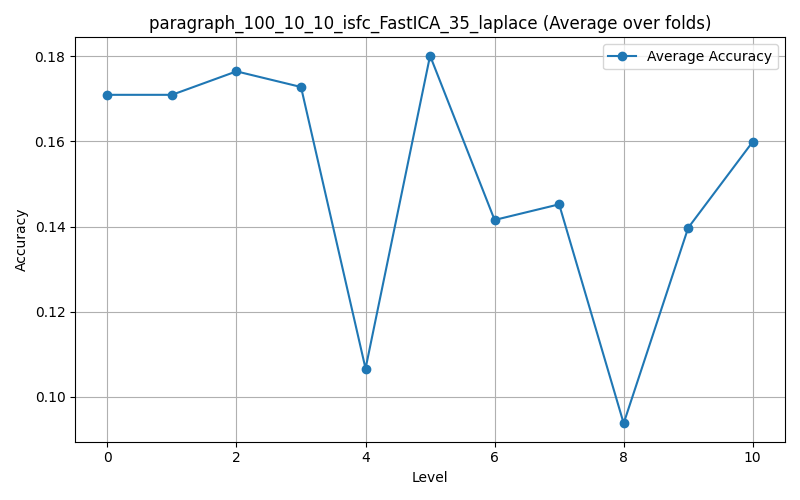 paragraph_100_10_10_isfc_FastICA_35_laplace (Average over folds)
Average Accuracy
0.18
0.16
0.14
0.12
0.10
Accuracy
0 2 4 6 8 10
Level